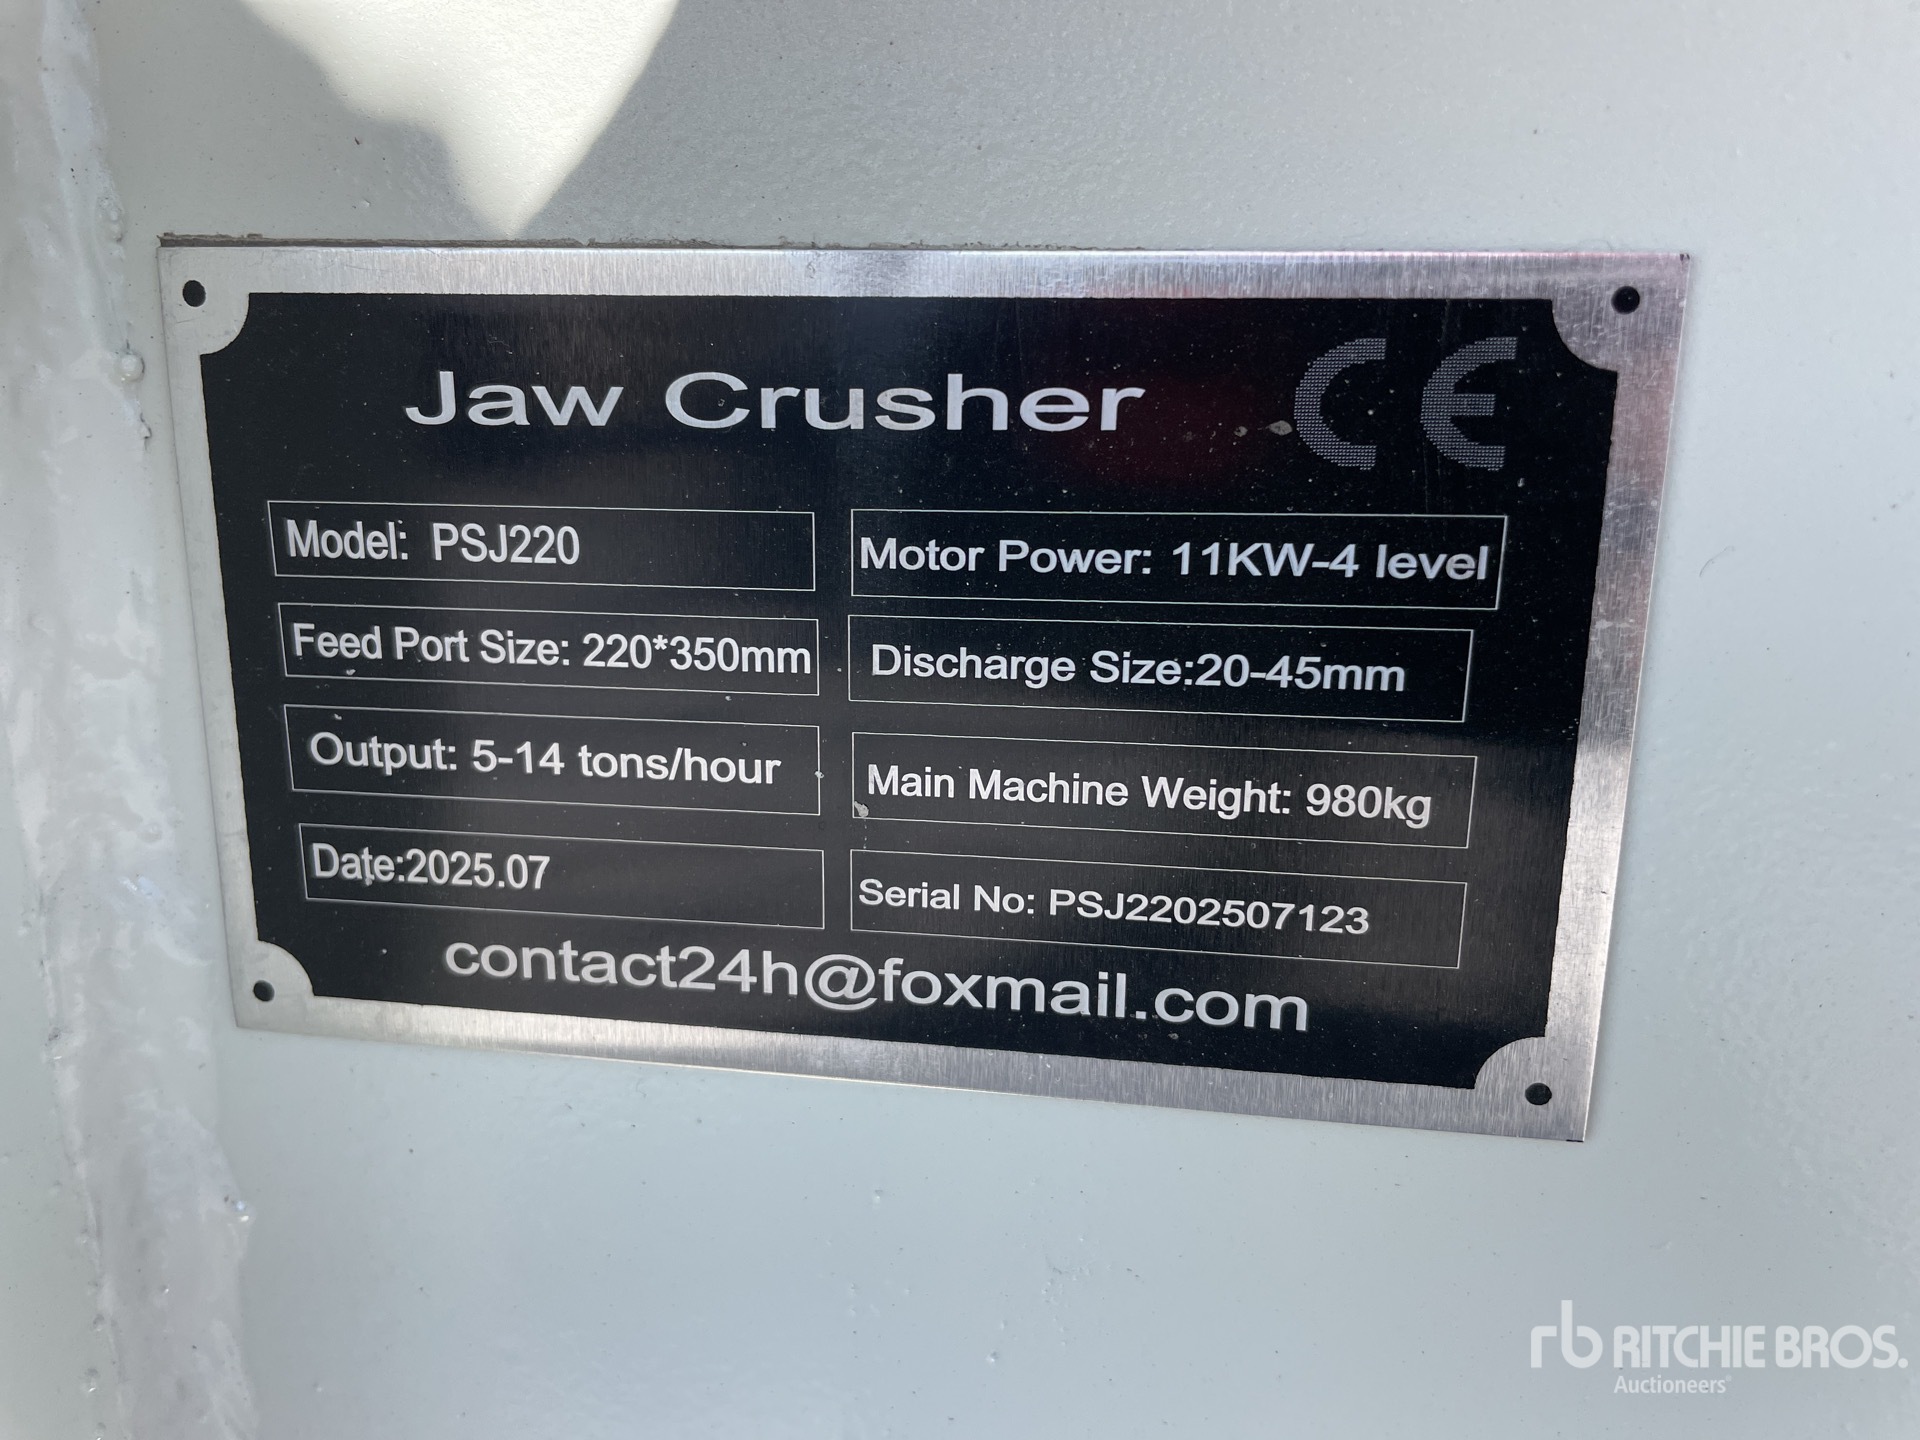 Jaw Crusher CE
Model: PSJ220
Motor Power: 11KW-4 level
Feed Port Size: 220*350mm
Discharge Size:20-45mm
Output: 5-14 tons/hour
Main Machine Weight: 980kg
Date:2025.07
Serial No: PSJ2202507123
contact24h@foxmail.com
rb RITCHIE BROS.
Auctioneers